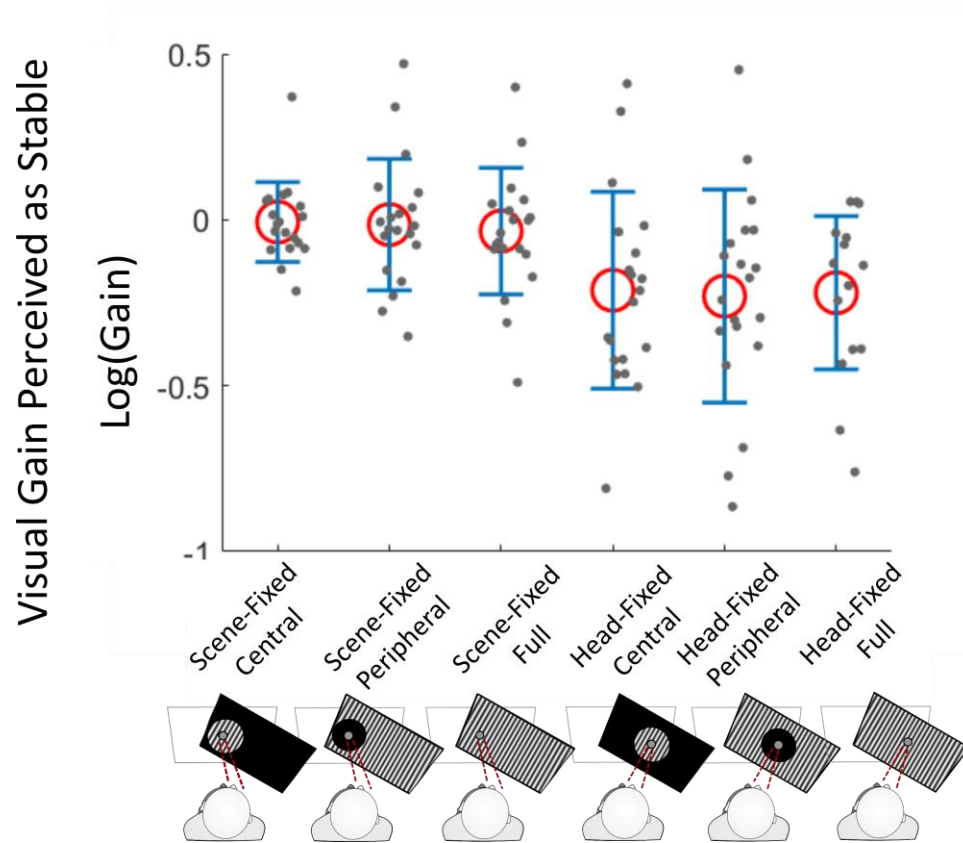 Visual Gain Perceived as Stable
Log(Gain)
0.5
0
-0.5
-1
Scene-Fixed
Central
Scene-Fixed
Peripheral
Scene-Fixed
Full
Head-Fixed
Central
Head-Fixed
Peripheral
Head-Fixed
Full